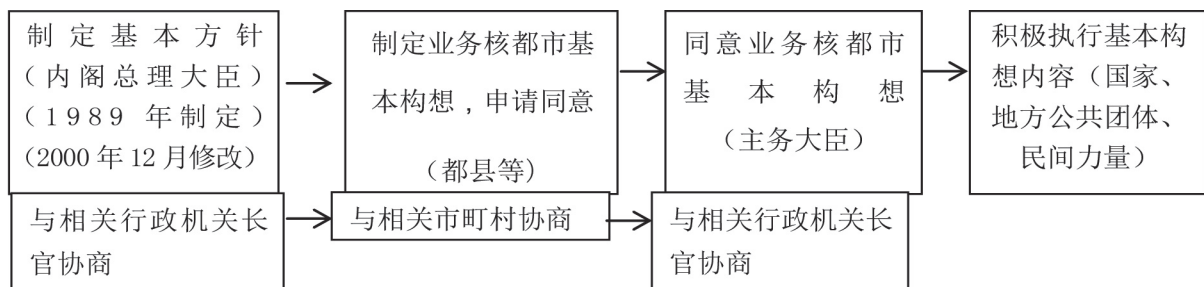 制定基本方针
（内阁总理大臣）
（1989 年制定）
（2000 年 12 月修改）
与相关行政机关长
官协商
制定业务核都市基
本构想，申请同意
（都县等）
与相关市町村协商
同意业务核都市
基本构想
（主务大臣）
与相关行政机关长
官协商
积极执行基本构
想内容（国家、
地方公共团体、
民间力量）